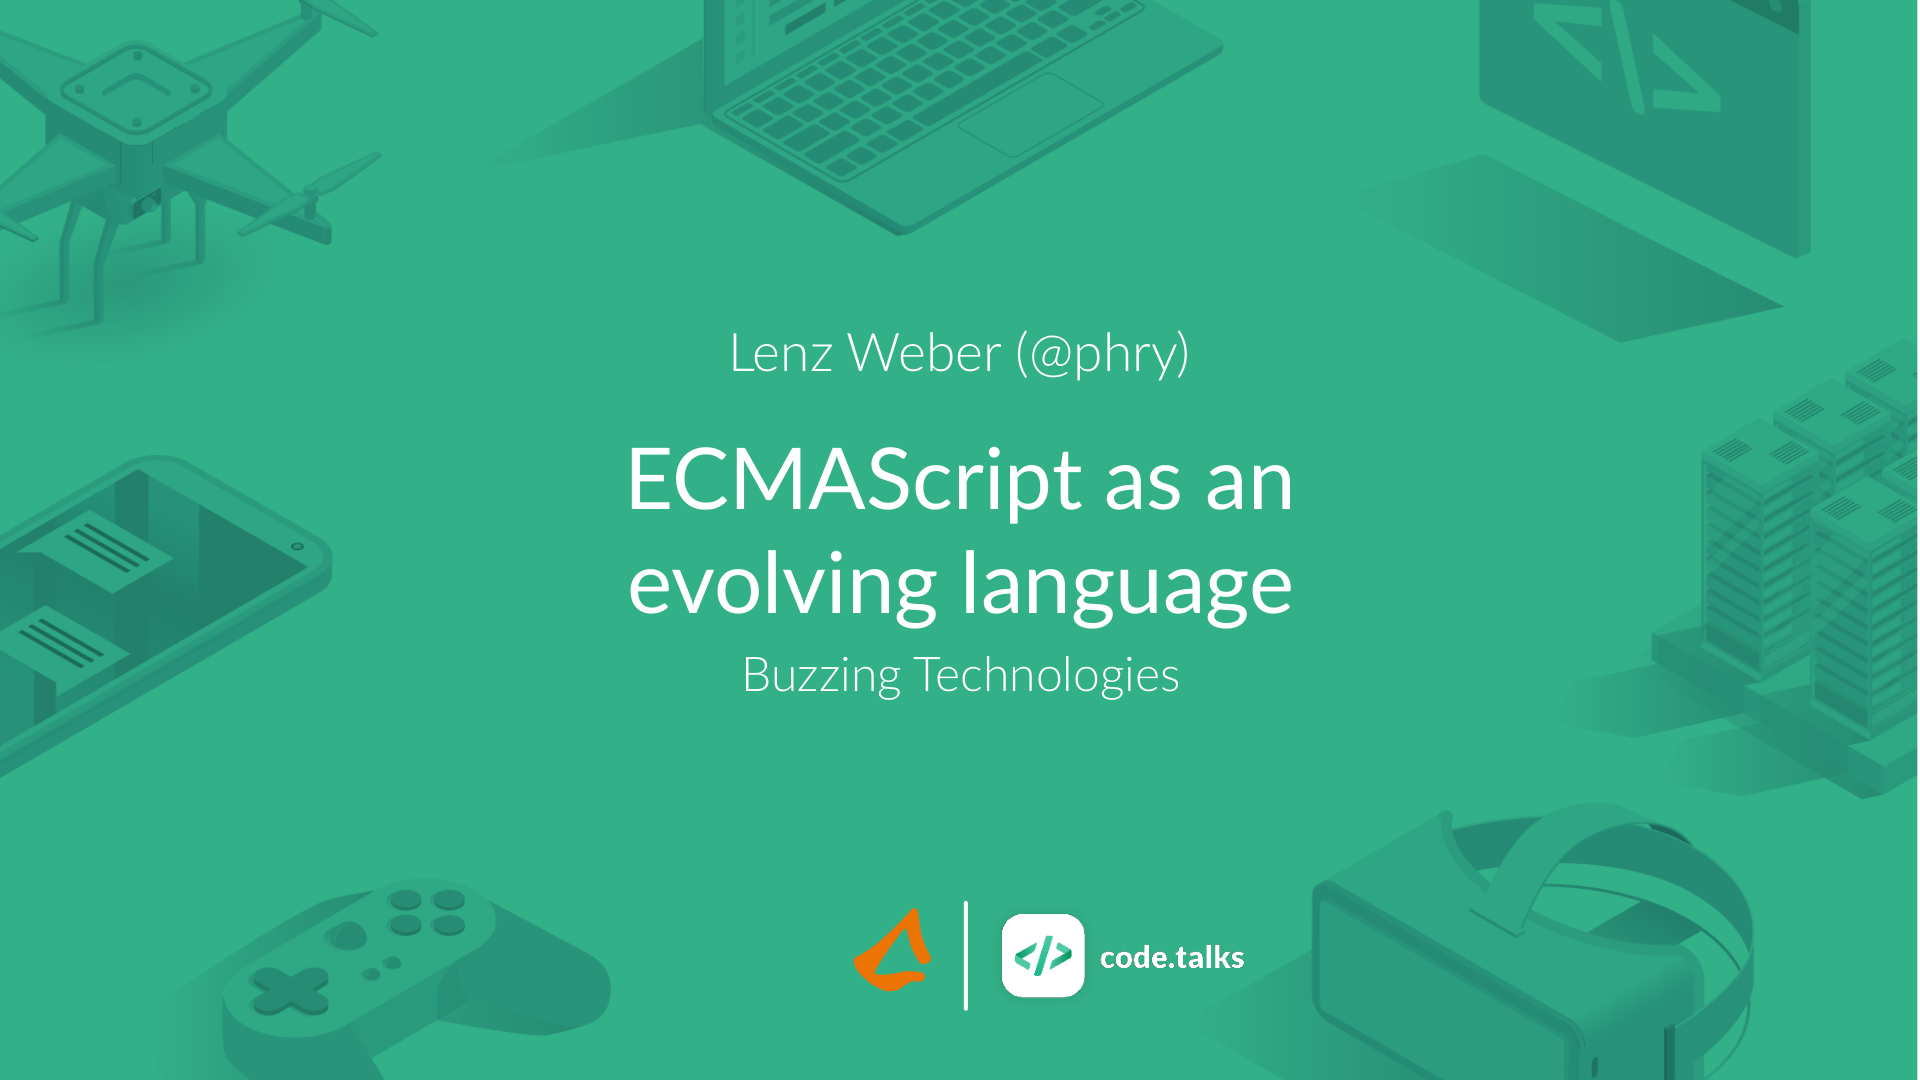 Lenz Weber (@phry)
ECMAScript as an
evolving language
Buzzing Technologies
</> code.talks